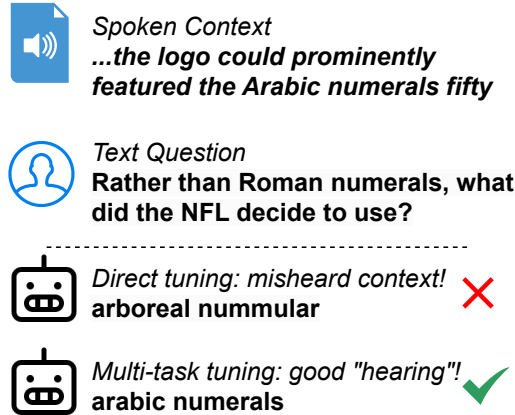 Spoken Context
...the logo could prominently
featured the Arabic numerals fifty
Text Question
Rather than Roman numerals, what
did the NFL decide to use?
Direct tuning: misheard context!
arboreal nummular
Multi-task tuning: good "hearing"!
arabic numerals